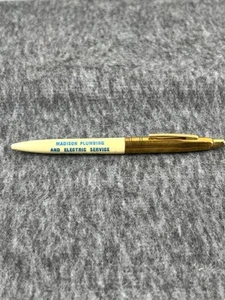 MADISON PLUMBING
AND ELECTRIC SERVICE